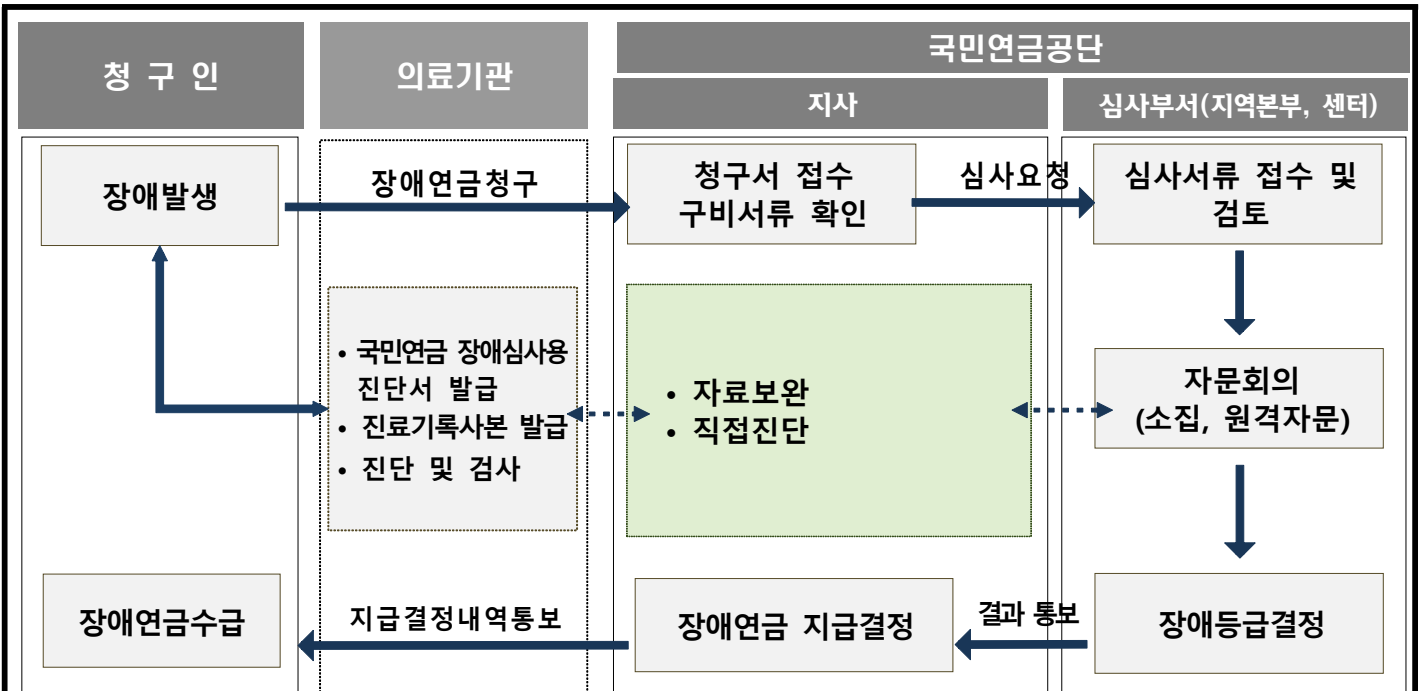 청 구 인
의료기관
국민연금공단
지사
심사부서(지역본부, 센터)
장애발생
장애연금청구
청구서 접수
구비서류 확인
심사요청
심사서류 접수 및
검토
• 국민연금 장애심사용
진단서 발급
• 진료기록사본 발급
• 진단 및 검사
• 자료보완
• 직접진단
자문회의
(소집, 원격자문)
장애연금수급
지급결정내역통보
장애연금 지급결정
결과 통보
장애등급결정